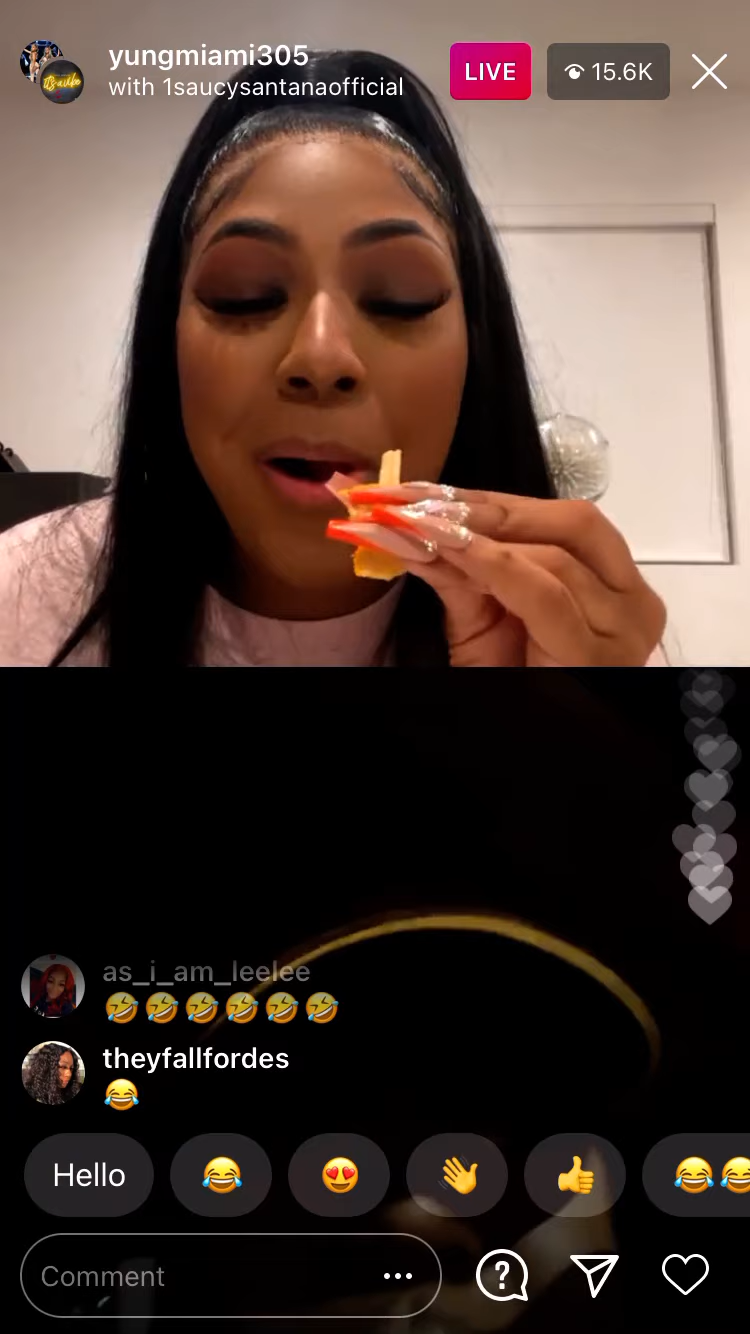 yungmiami305
with 1saucysantanaofficial
LIVE
15.6K
as_i_am_leelee
🤣🤣🤣🤣🤣🤣
theyfallfordes
😂
Hello 😂 😍 👋 👍 😂😂
Comment